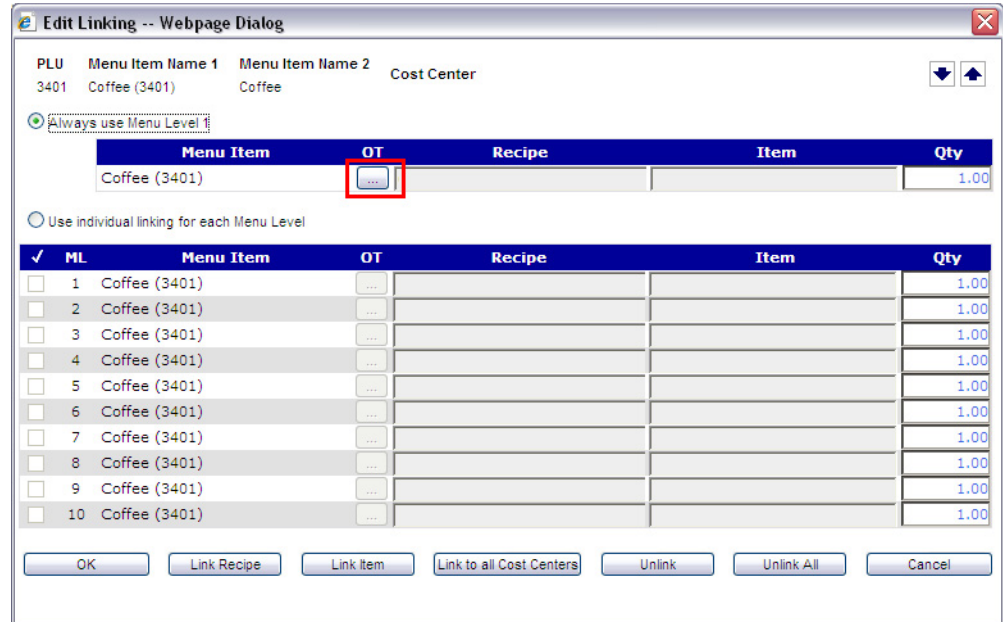 Edit Linking -- Webpage Dialog
PLU Menu Item Name 1 Menu Item Name 2 Cost Center
3401 Coffee (3401) Coffee
Always use Menu Level 1
Menu Item OT Recipe Item Qty
Coffee (3401) ... 1.00
Use individual linking for each Menu Level
✓ ML Menu Item OT Recipe Item Qty
1 Coffee (3401) ... 1.00
2 Coffee (3401) ... 1.00
3 Coffee (3401) ... 1.00
4 Coffee (3401) ... 1.00
5 Coffee (3401) ... 1.00
6 Coffee (3401) ... 1.00
7 Coffee (3401) ... 1.00
8 Coffee (3401) ... 1.00
9 Coffee (3401) ... 1.00
10 Coffee (3401) ... 1.00
OK Link Recipe Link Item Link to all Cost Centers Unlink Unlink All Cancel